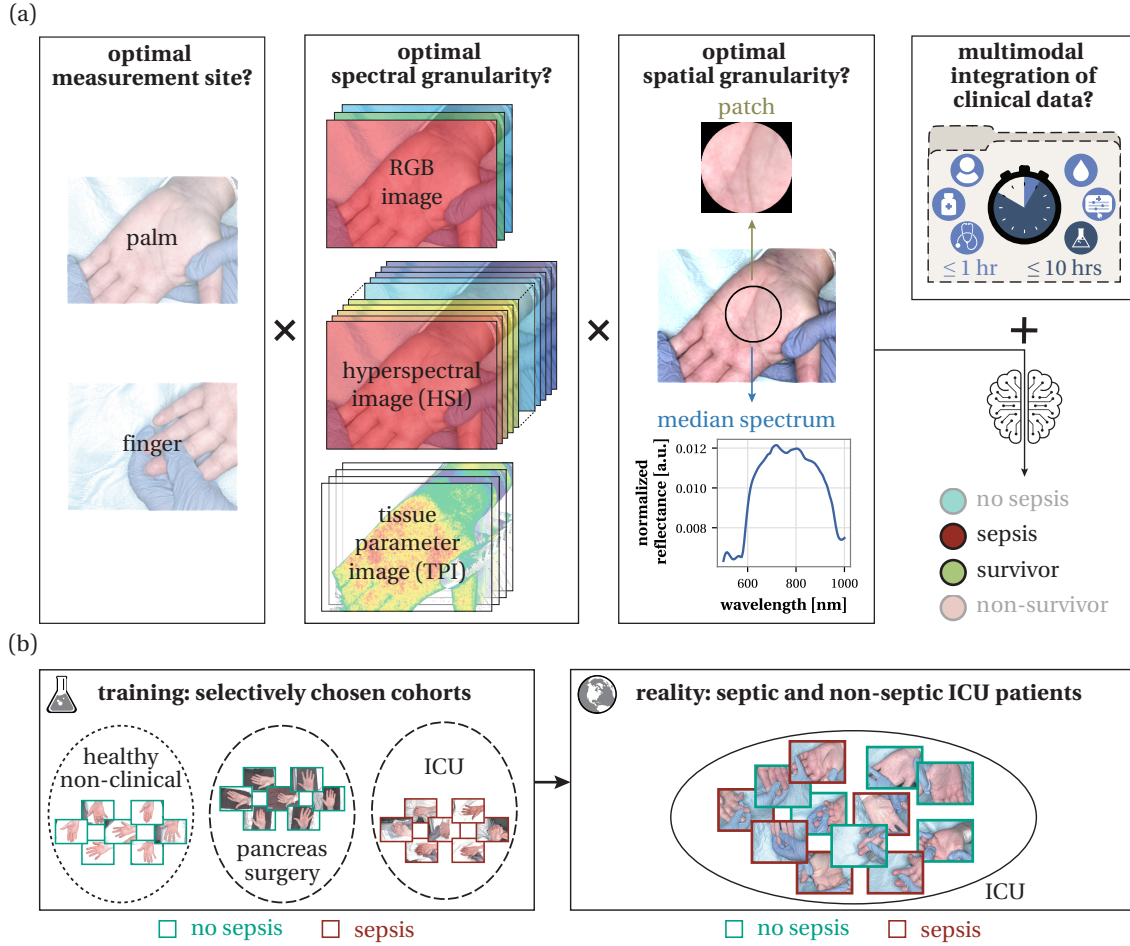 (a)
optimal
measurement site?
palm
finger
×
optimal
spectral granularity?
RGB
image
hyperspectral
image (HSI)
tissue
parameter
image (TPI)
×
optimal
spatial granularity?
patch
median spectrum
normalized
reflectance [a.u.]
0.012
0.010
0.008
600
800
1000
wavelength [nm]
multimodal
integration of
clinical data?
≤ 1 hr
≤ 10 hrs
+
no sepsis
sepsis
survivor
non-survivor
(b)
training: selectively chosen cohorts
healthy
non-clinical
pancreas
surgery
ICU
no sepsis
sepsis
reality: septic and non-septic ICU patients
ICU
no sepsis
sepsis